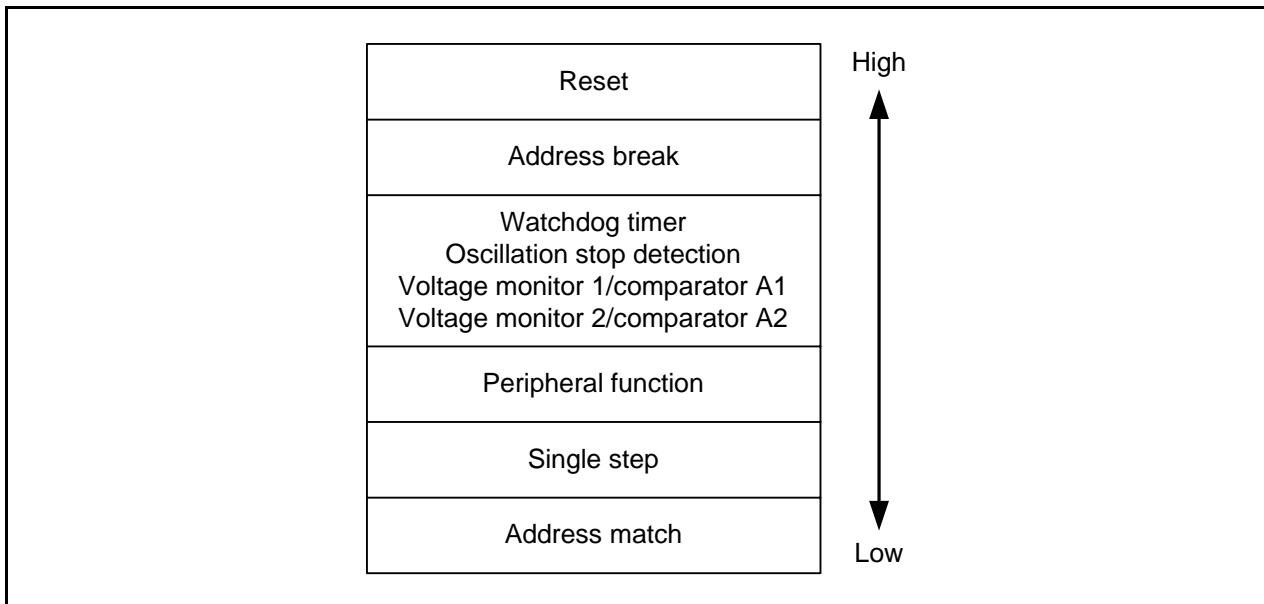 Reset
High
Address break
Watchdog timer
Oscillation stop detection
Voltage monitor 1/comparator A1
Voltage monitor 2/comparator A2
Peripheral function
Single step
Address match
Low